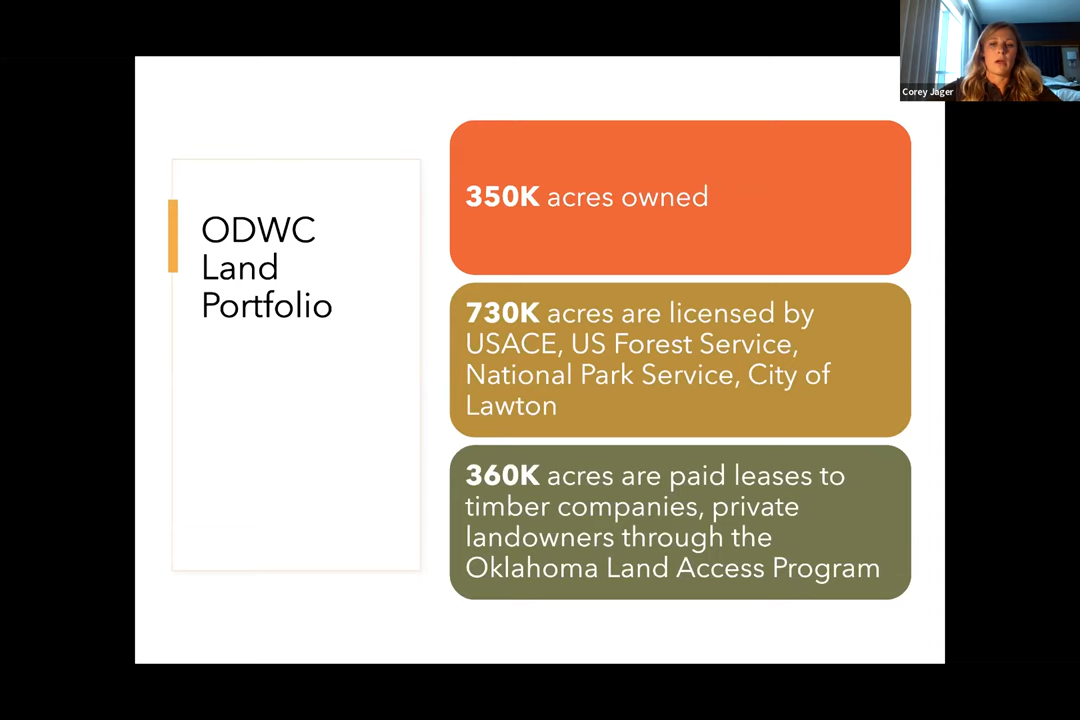 Corey Jager
ODWC
Land
Portfolio
350K acres owned
730K acres are licensed by
USACE, US Forest Service,
National Park Service, City of
Lawton
360K acres are paid leases to
timber companies, private
landowners through the
Oklahoma Land Access Program